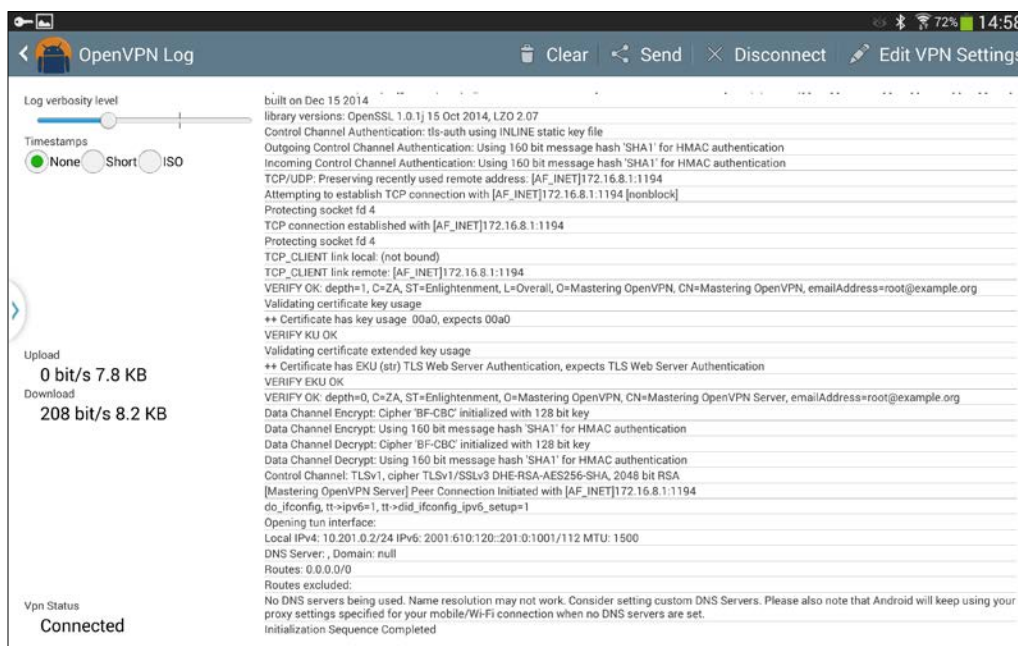 72% 14:58
OpenVPN Log Clear Send Disconnect Edit VPN Settings
Log verbosity level
Timestamps
None Short ISO
Upload
0 bit/s 7.8 KB
Download
208 bit/s 8.2 KB
Vpn Status
Connected
built on Dec 15 2014
library versions: OpenSSL 1.0.1j 15 Oct 2014, LZO 2.07
Control Channel Authentication: tls-auth using INLINE static key file
Outgoing Control Channel Authentication: Using 160 bit message hash 'SHA1' for HMAC authentication
Incoming Control Channel Authentication: Using 160 bit message hash 'SHA1' for HMAC authentication
TCP/UDP: Preserving recently used remote address: [AF_INET]172.16.8.1:1194
Attempting to establish TCP connection with [AF_INET]172.16.8.1:1194 [nonblock]
Protecting socket fd 4
TCP connection established with [AF_INET]172.16.8.1:1194
Protecting socket fd 4
TCP_CLIENT link local: (not bound)
TCP_CLIENT link remote: [AF_INET]172.16.8.1:1194
VERIFY OK: depth=1, C=ZA, ST=Enlightenment, L=Overall, O=Mastering OpenVPN, CN=Mastering OpenVPN, emailAddress=root@example.org
Validating certificate key usage
++ Certificate has key usage 00a0, expects 00a0
VERIFY KU OK
Validating certificate extended key usage
++ Certificate has EKU (str) TLS Web Server Authentication, expects TLS Web Server Authentication
VERIFY EKU OK
VERIFY OK: depth=0, C=ZA, ST=Enlightenment, O=Mastering OpenVPN, CN=Mastering OpenVPN Server, emailAddress=root@example.org
Data Channel Encrypt: Cipher 'BF-CBC' initialized with 128 bit key
Data Channel Encrypt: Using 160 bit message hash 'SHA1' for HMAC authentication
Data Channel Decrypt: Cipher 'BF-CBC' initialized with 128 bit key
Data Channel Decrypt: Using 160 bit message hash 'SHA1' for HMAC authentication
Control Channel: TLSv1, cipher TLSv1/SSLv3 DHE-RSA-AES256-SHA, 2048 bit RSA
[Mastering OpenVPN Server] Peer Connection Initiated with [AF_INET]172.16.8.1:1194
do_ifconfig, tt->ipv6=1, tt->did_ifconfig_ipv6_setup=1
Opening tun interface:
Local IPv4: 10.201.0.2/24 IPv6: 2001:610:120::201:0:1001/112 MTU: 1500
DNS Server: , Domain: null
Routes: 0.0.0.0/0
Routes excluded:
No DNS servers being used. Name resolution may not work. Consider setting custom DNS Servers. Please also note that Android will keep using your
proxy settings specified for your mobile/Wi-Fi connection when no DNS servers are set.
Initialization Sequence Completed